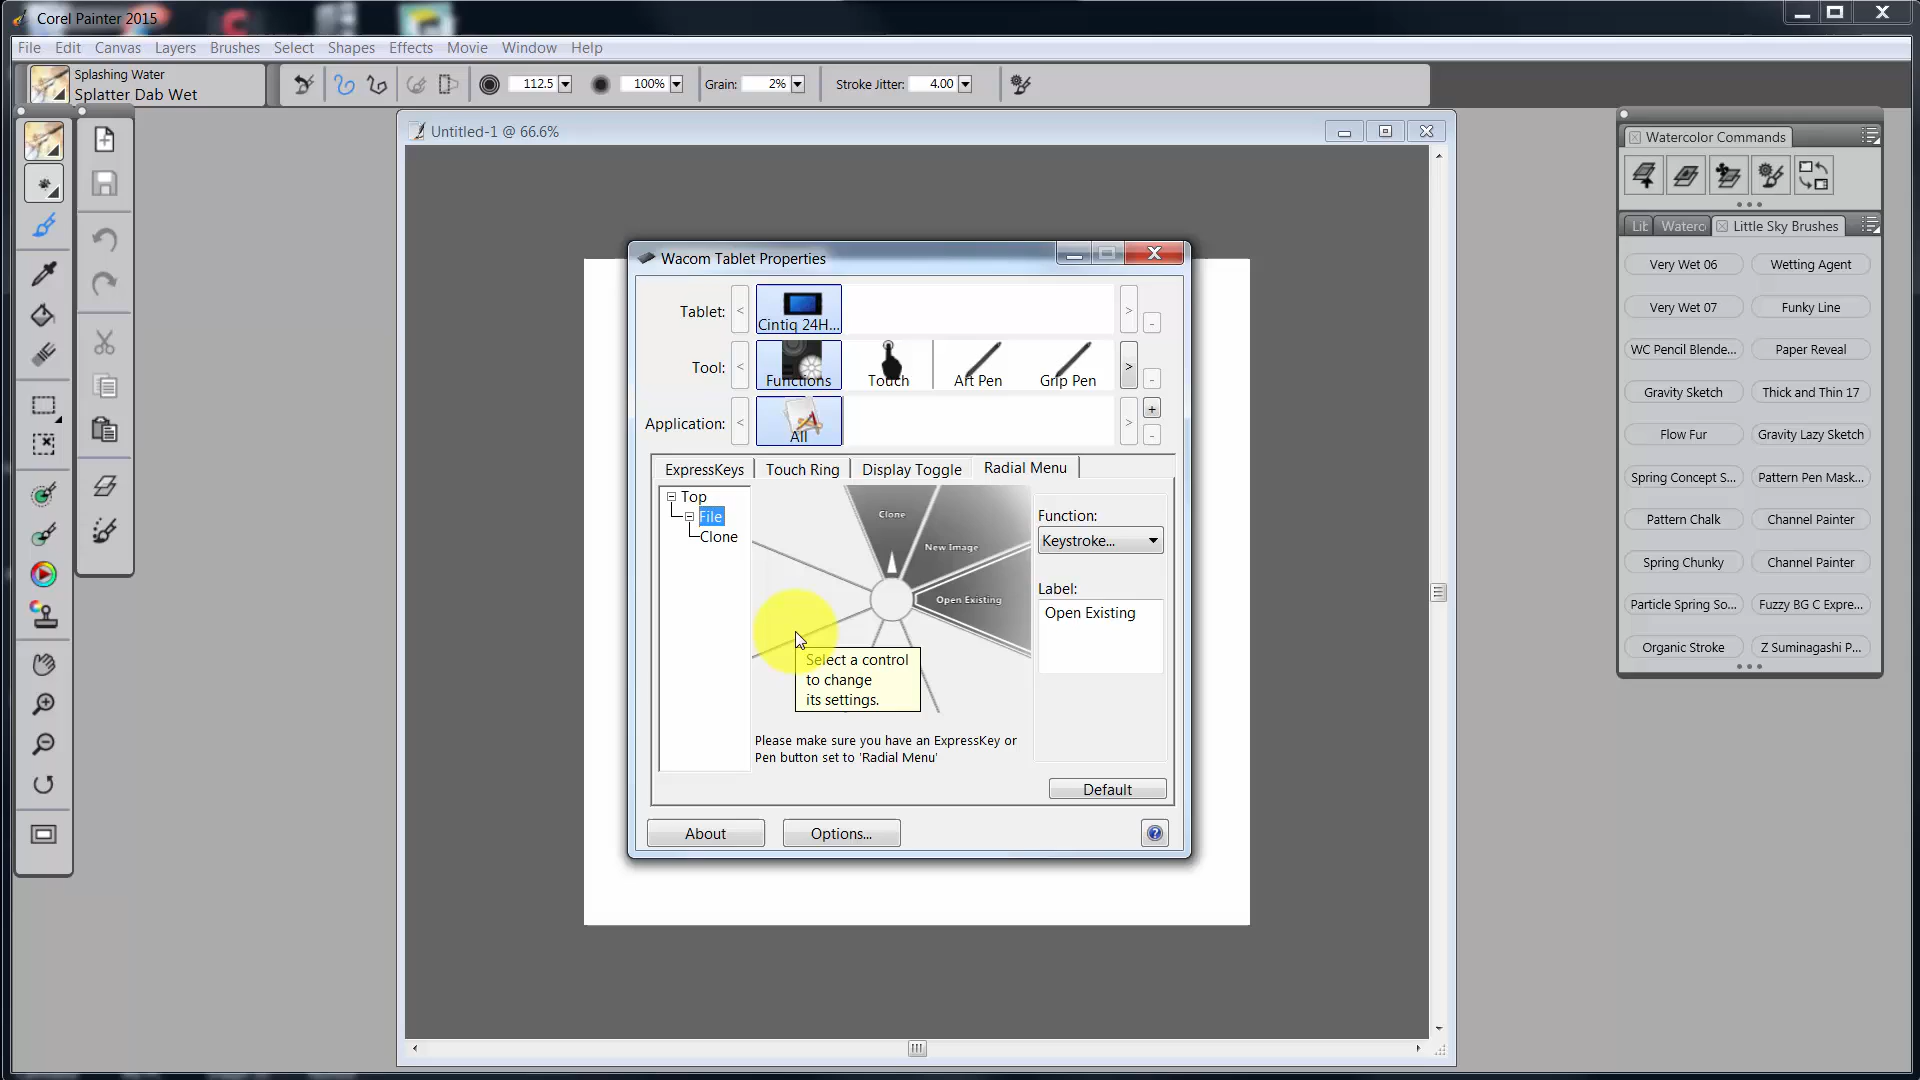 Corel Painter 2015
File Edit Canvas Layers Brushes Select Shapes Effects Movie Window Help
Splashing Water
Splatter Dab Wet
112.5 100% Grain: 2% Stroke Jitter: 4.00
Untitled-1 @ 66.6%
Watercolor Commands
Lit Waterc Little Sky Brushes
Very Wet 06 Wetting Agent
Very Wet 07 Funky Line
WC Pencil Blende... Paper Reveal
Gravity Sketch Thick and Thin 17
Flow Fur Gravity Lazy Sketch
Spring Concept S... Pattern Pen Mask...
Pattern Chalk Channel Painter
Spring Chunky Channel Painter
Particle Spring So... Fuzzy BG C Expre...
Organic Stroke Z Suminagashi P...
Wacom Tablet Properties
Tablet: < Cintiq 24H... > -
Tool: < Functions Touch Art Pen Grip Pen > -
Application: < All > + -
ExpressKeys Touch Ring Display Toggle Radial Menu
Top
File
Clone
Clone
New Image
Open Existing
Function:
Keystroke...
Label:
Open Existing
Select a control
to change
its settings.
Please make sure you have an ExpressKey or
Pen button set to 'Radial Menu'
Default
About Options... ?